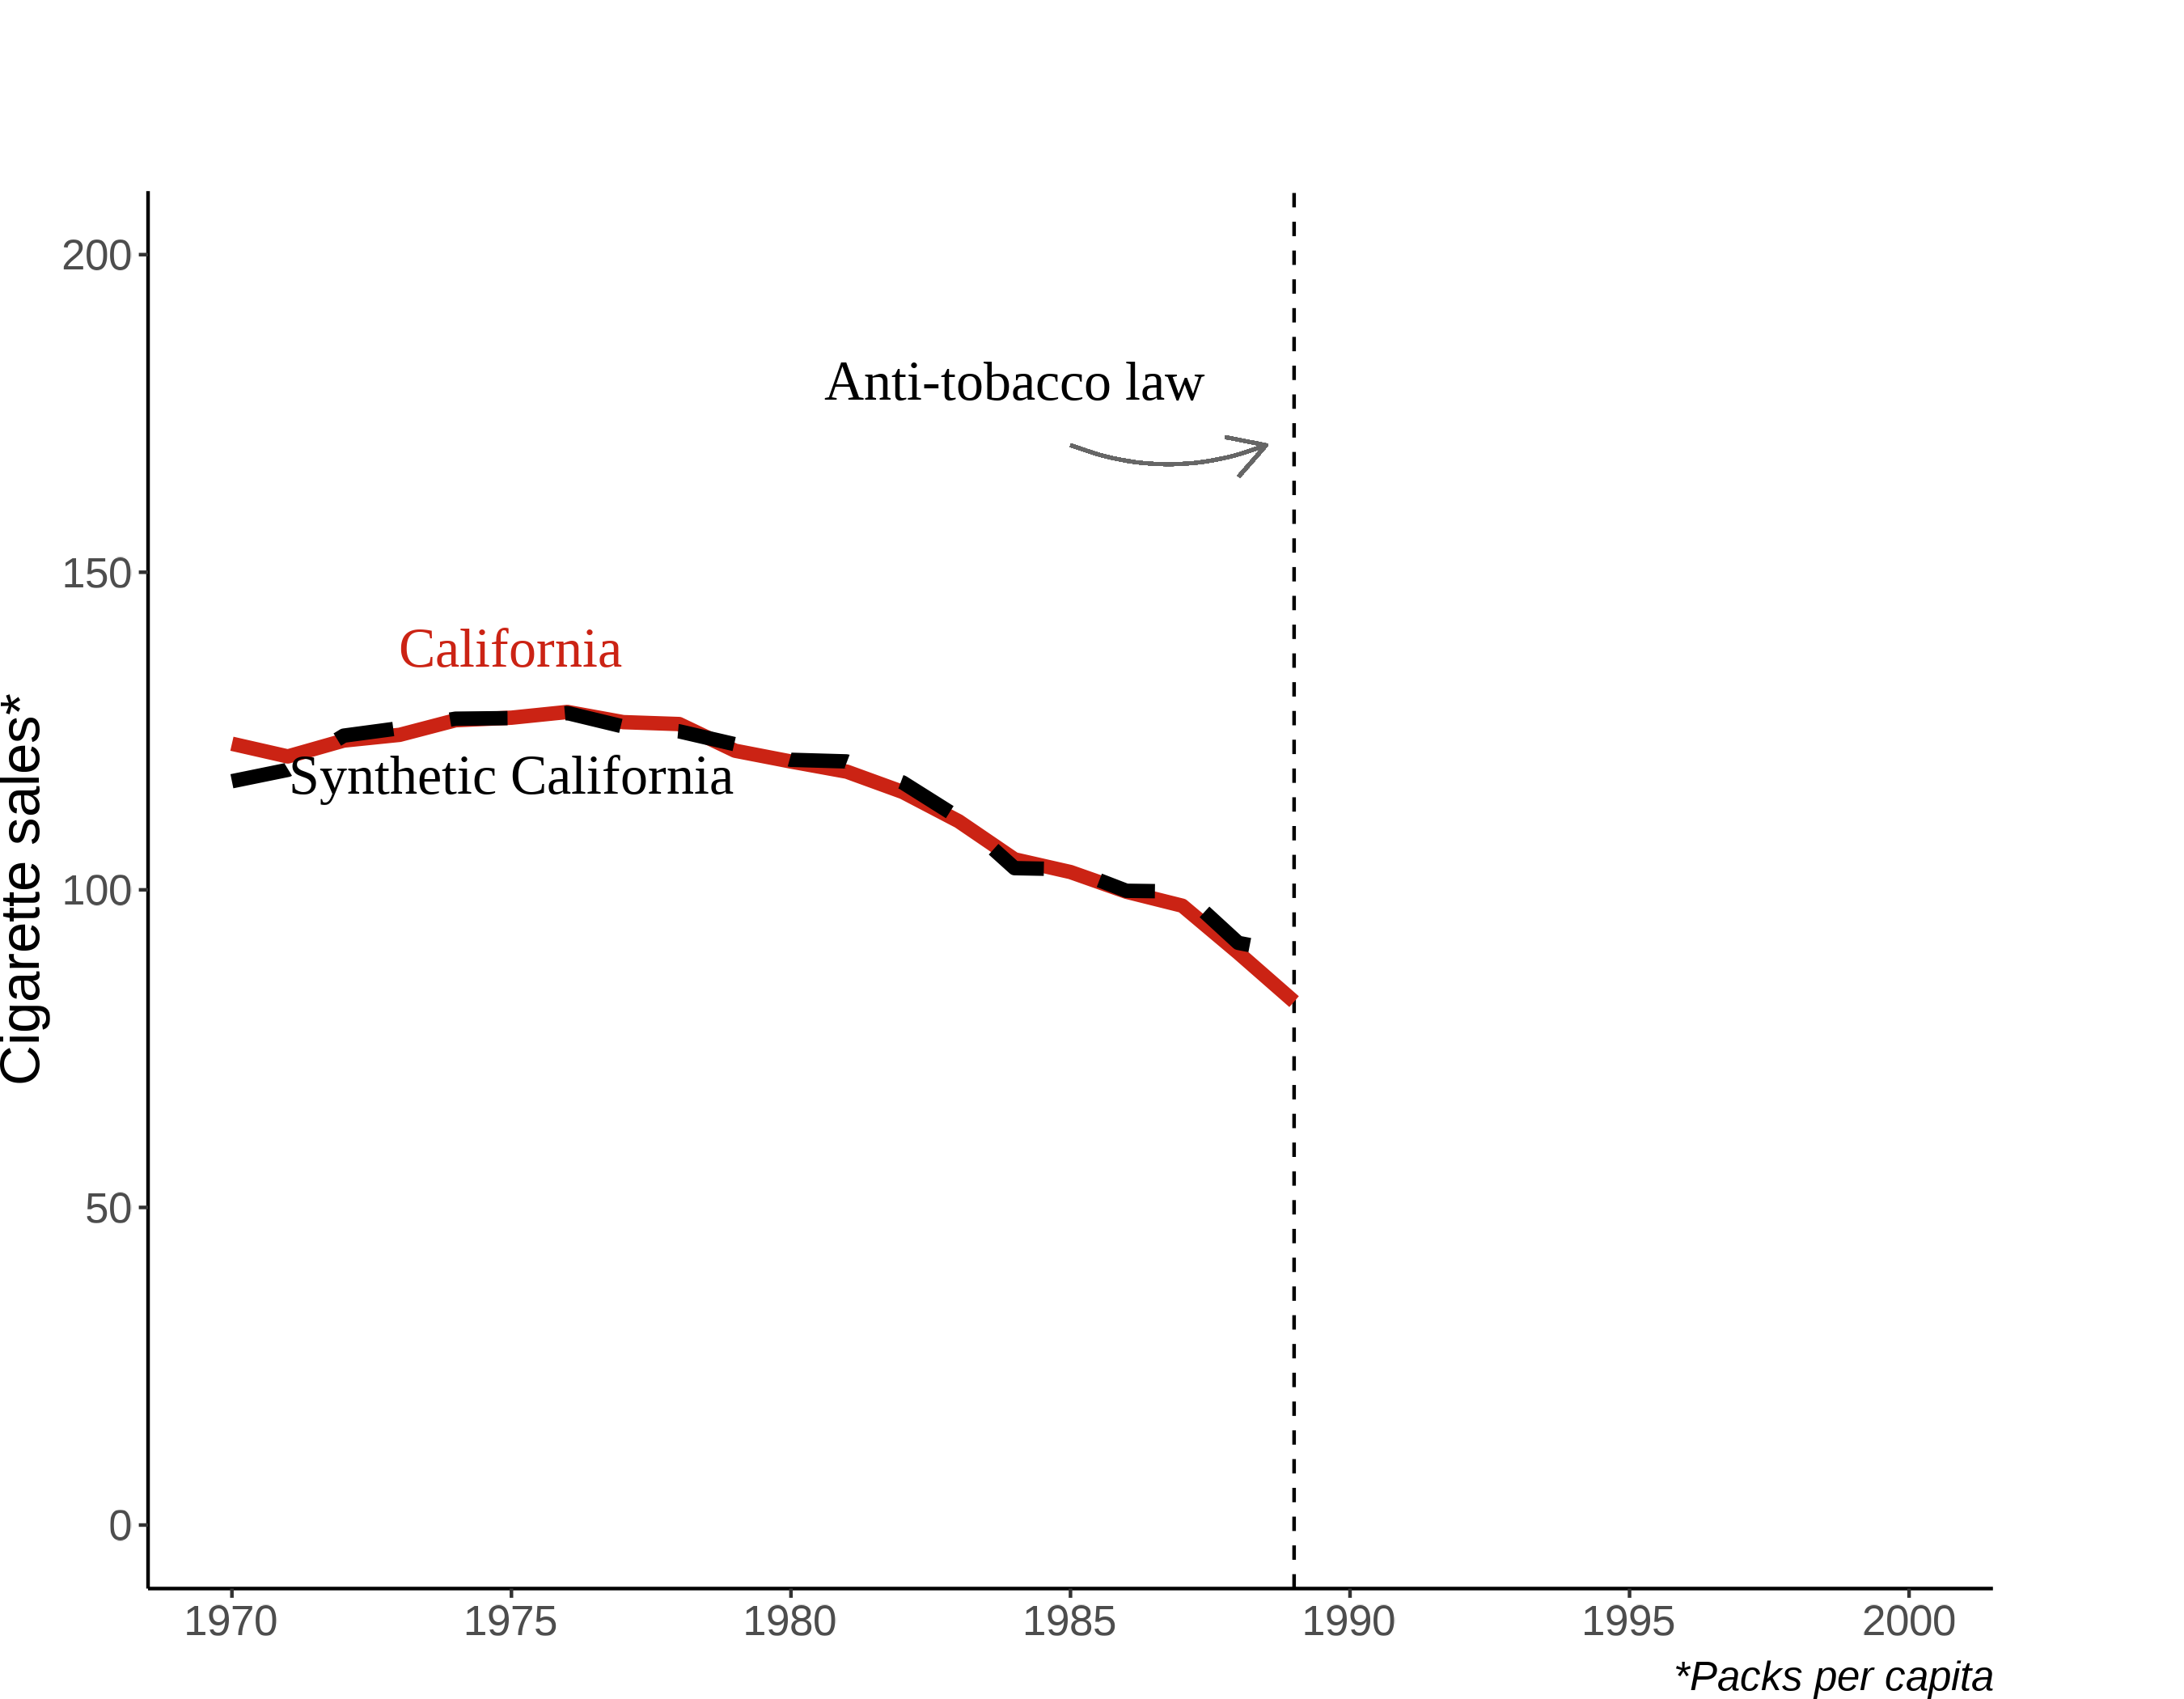 200
150
100
50
0
Cigarette sales*
Anti-tobacco law
California
Synthetic California
1970 1975 1980 1985 1990 1995 2000
*Packs per capita